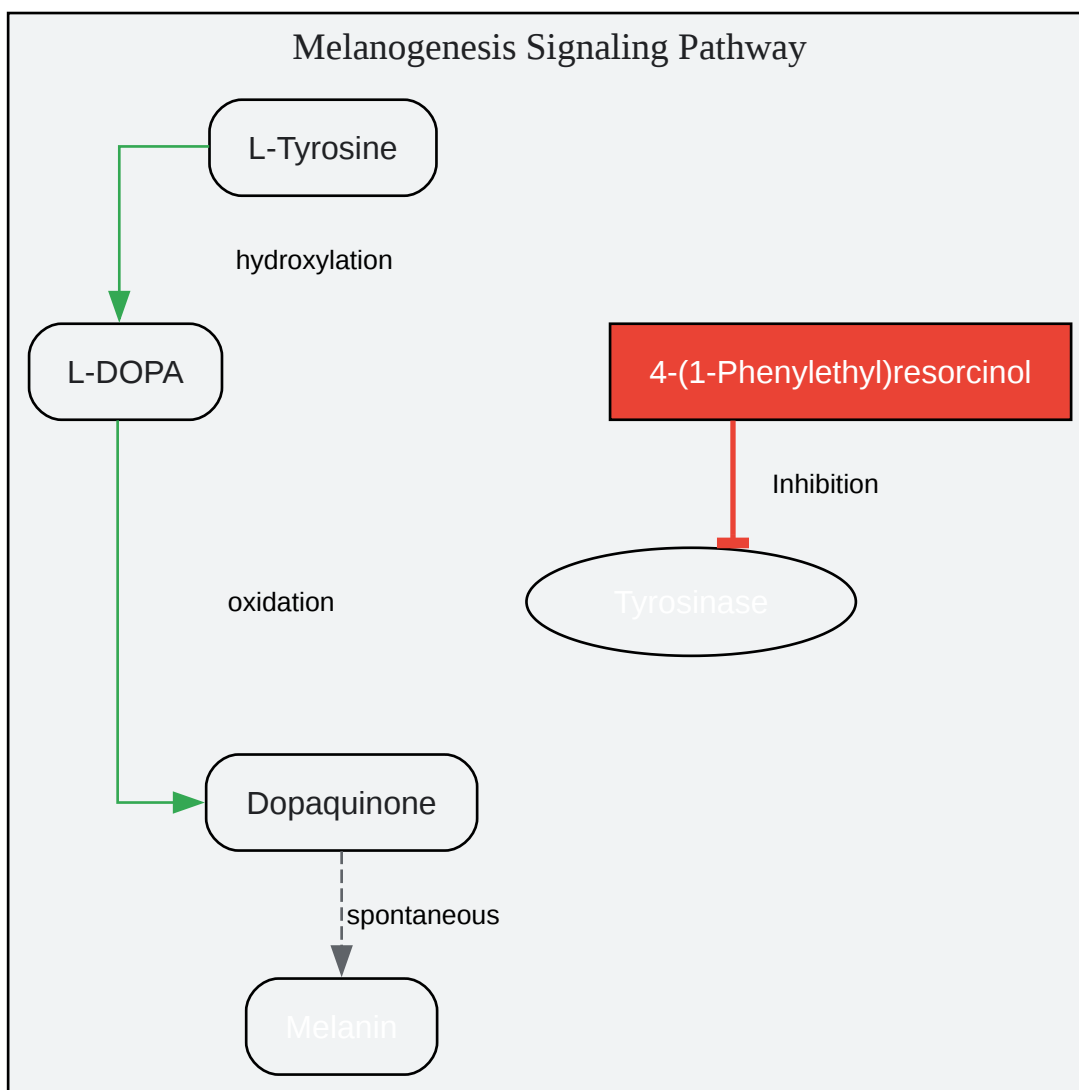 Melanogenesis Signaling Pathway
L-Tyrosine
hydroxylation
L-DOPA
4-(1-Phenylethyl)resorcinol
Inhibition
oxidation
Tyrosinase
Dopaquinone
spontaneous
Melanin